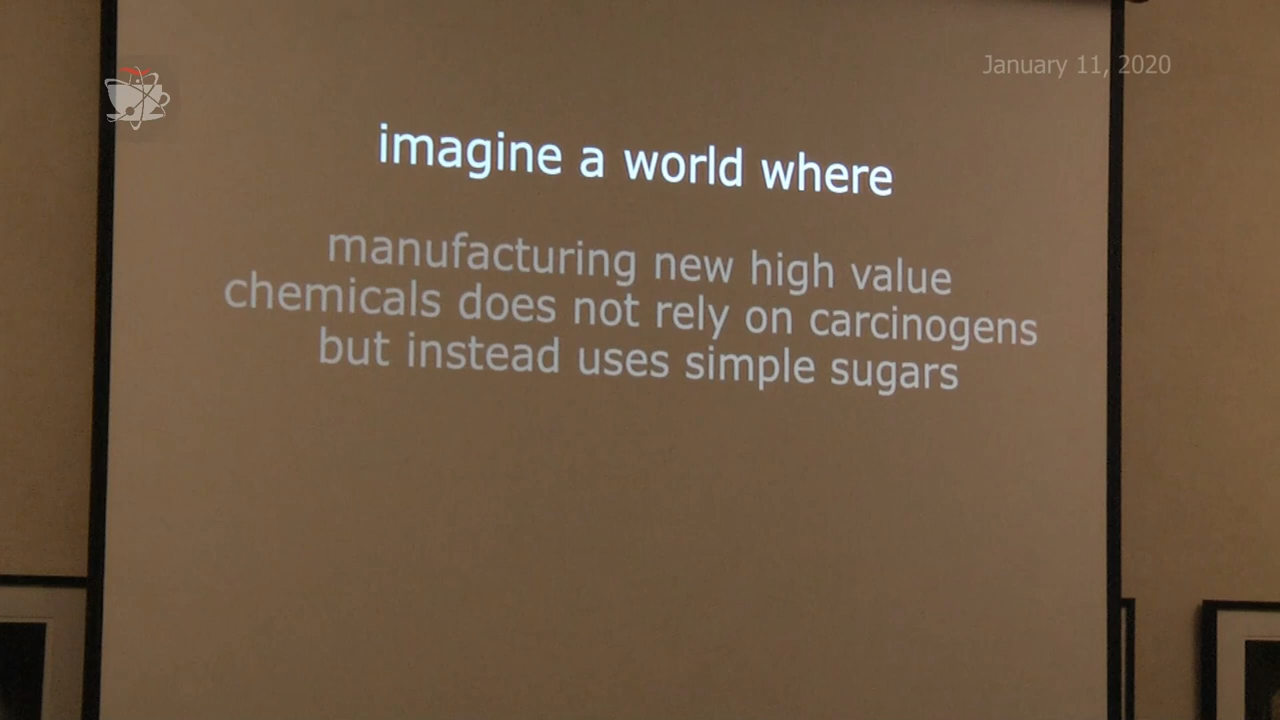 January 11, 2020
imagine a world where
manufacturing new high value
chemicals does not rely on carcinogens
but instead uses simple sugars